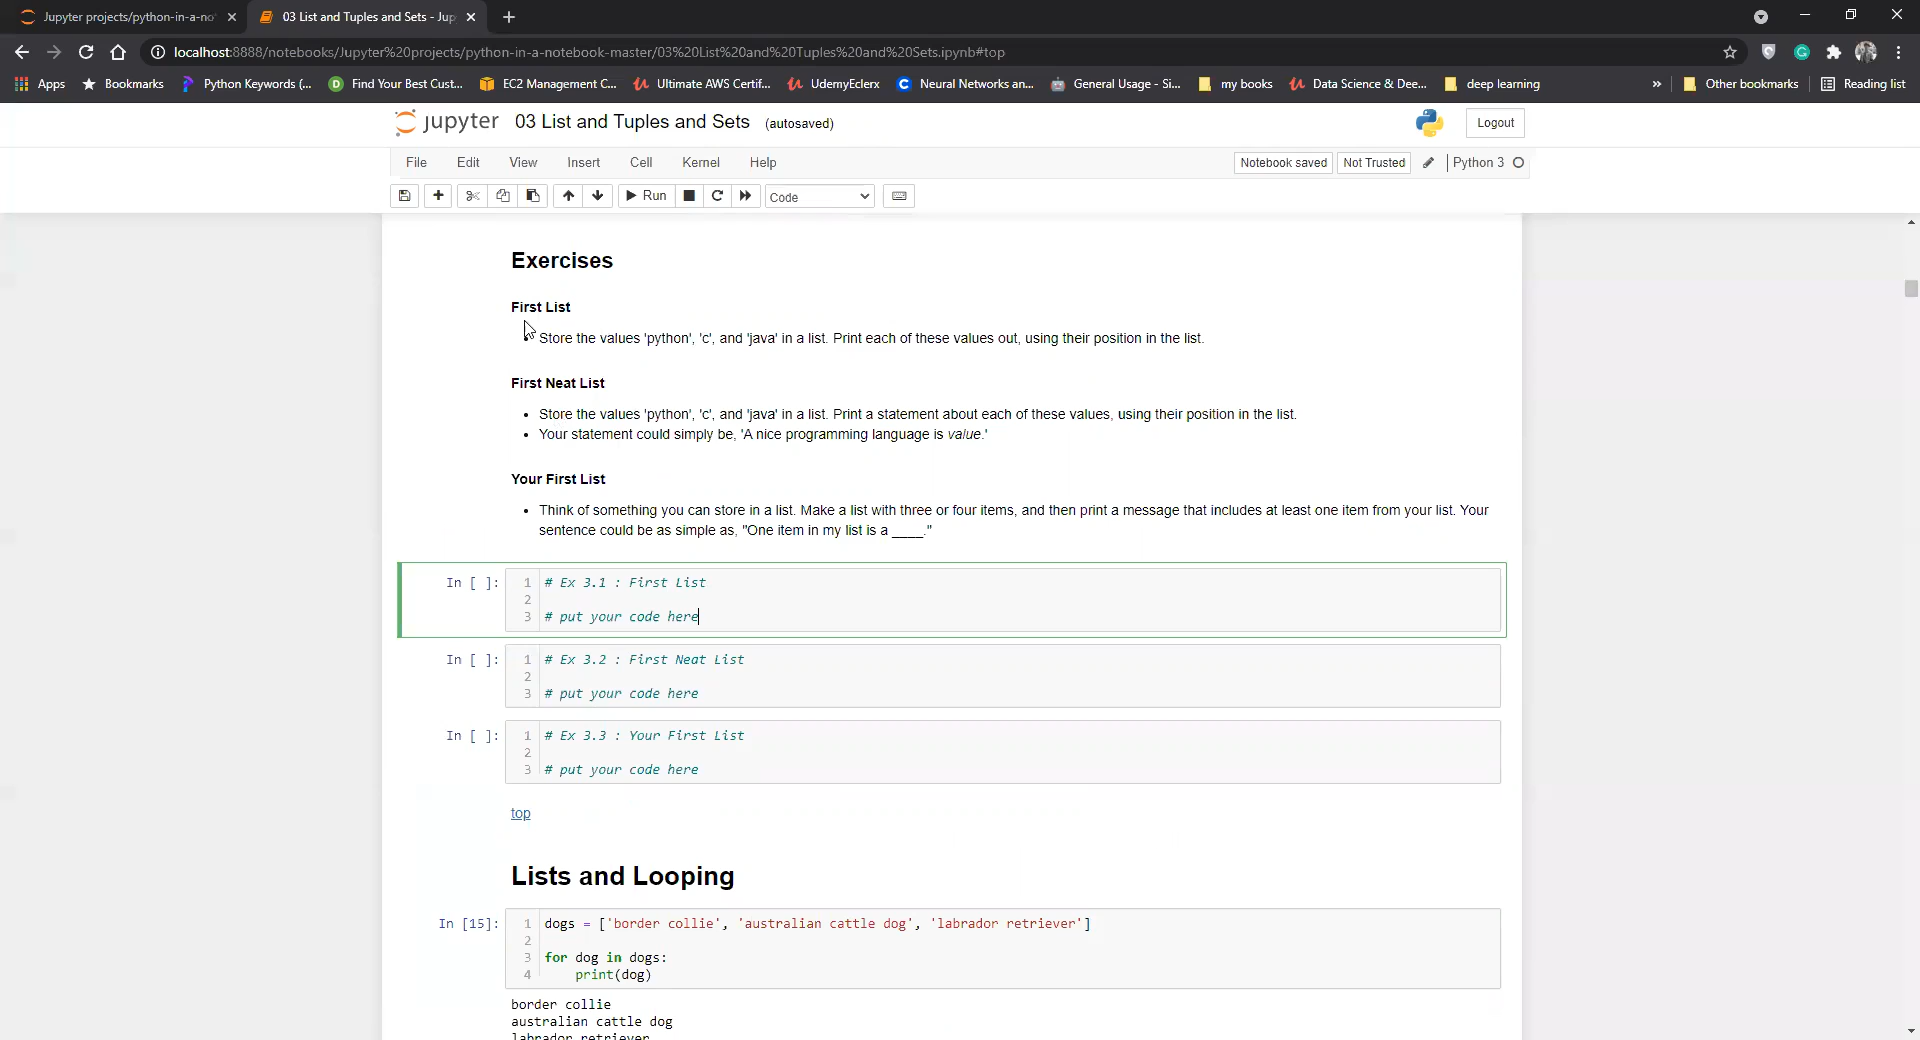 Jupyter projects/python-in-a-no
03 List and Tuples and Sets - Jup
localhost:8888/notebooks/Jupyter%20projects/python-in-a-notebook-master/03%20List%20and%20Tuples%20and%20Sets.ipynb#top
Apps Bookmarks Python Keywords (... Find Your Best Cust... EC2 Management C... Ultimate AWS Certif... UdemyEclerx Neural Networks an... General Usage - Si... my books Data Science & Dee... deep learning » Other bookmarks Reading list
jupyter 03 List and Tuples and Sets (autosaved) Logout
File Edit View Insert Cell Kernel Help Notebook saved Not Trusted Python 3
Run Code
Exercises
First List
Store the values 'python', 'c', and 'java' in a list. Print each of these values out, using their position in the list.
First Neat List
• Store the values 'python', 'c', and 'java' in a list. Print a statement about each of these values, using their position in the list.
• Your statement could simply be, 'A nice programming language is value.'
Your First List
• Think of something you can store in a list. Make a list with three or four items, and then print a message that includes at least one item from your list. Your
sentence could be as simple as, "One item in my list is a ____."
In [ ]: 1 # Ex 3.1 : First List
2
3 # put your code here
In [ ]: 1 # Ex 3.2 : First Neat List
2
3 # put your code here
In [ ]: 1 # Ex 3.3 : Your First List
2
3 # put your code here
top
Lists and Looping
In [15]: 1 dogs = ['border collie', 'australian cattle dog', 'labrador retriever']
2
3 for dog in dogs:
4 print(dog)
border collie
australian cattle dog
labrador retriever